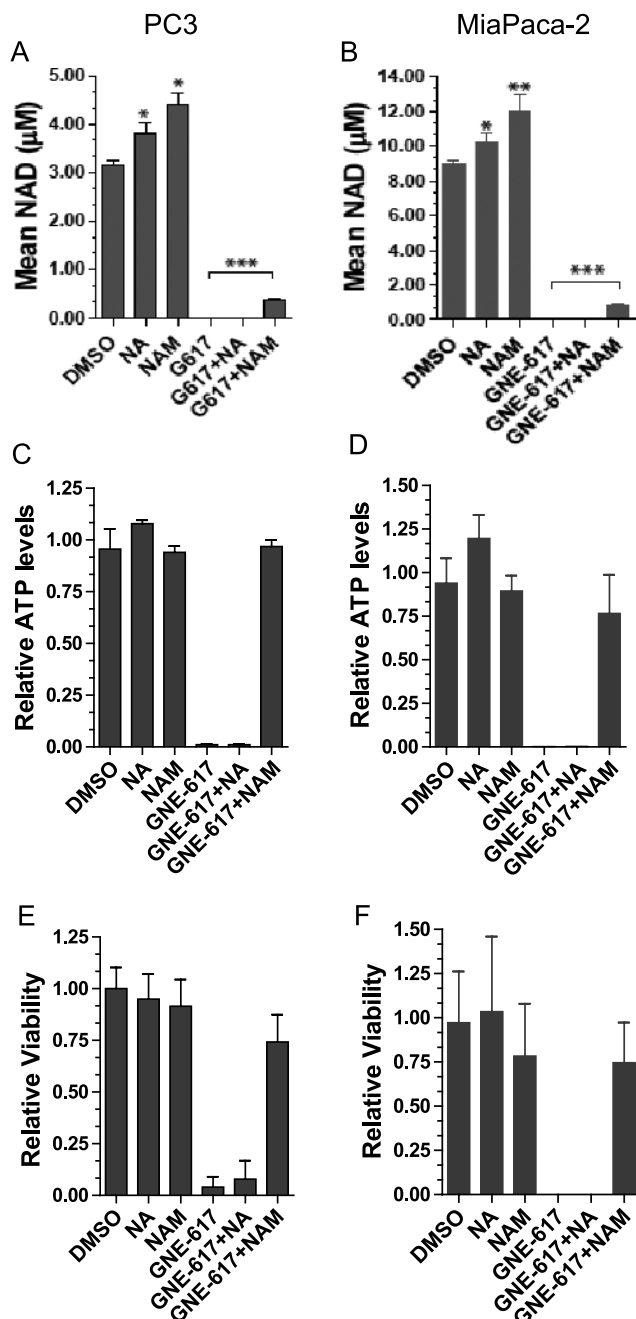 PC3
MiaPaca-2
A
Mean NAD (µM)
5.00
4.00
3.00
2.00
1.00
0.00
*
*
***
DMSO
NA
NAM
G617
G617+NA
G617+NAM
B
Mean NAD (µM)
14.00
12.00
10.00
8.00
6.00
4.00
2.00
0.00
*
**
***
DMSO
NA
NAM
GNE-617
GNE-617+NA
GNE-617+NAM
C
Relative ATP levels
1.25
1.00
0.75
0.50
0.25
0.00
DMSO
NA
NAM
GNE-617
GNE-617+NA
GNE-617+NAM
D
Relative ATP levels
1.50
1.25
1.00
0.75
0.50
0.25
0.00
DMSO
NA
NAM
GNE-617
GNE-617+NA
GNE-617+NAM
E
Relative Viability
1.25
1.00
0.75
0.50
0.25
0.00
DMSO
NA
NAM
GNE-617
GNE-617+NA
GNE-617+NAM
F
Relative Viability
1.50
1.25
1.00
0.75
0.50
0.25
0.00
DMSO
NA
NAM
GNE-617
GNE-617+NA
GNE-617+NAM